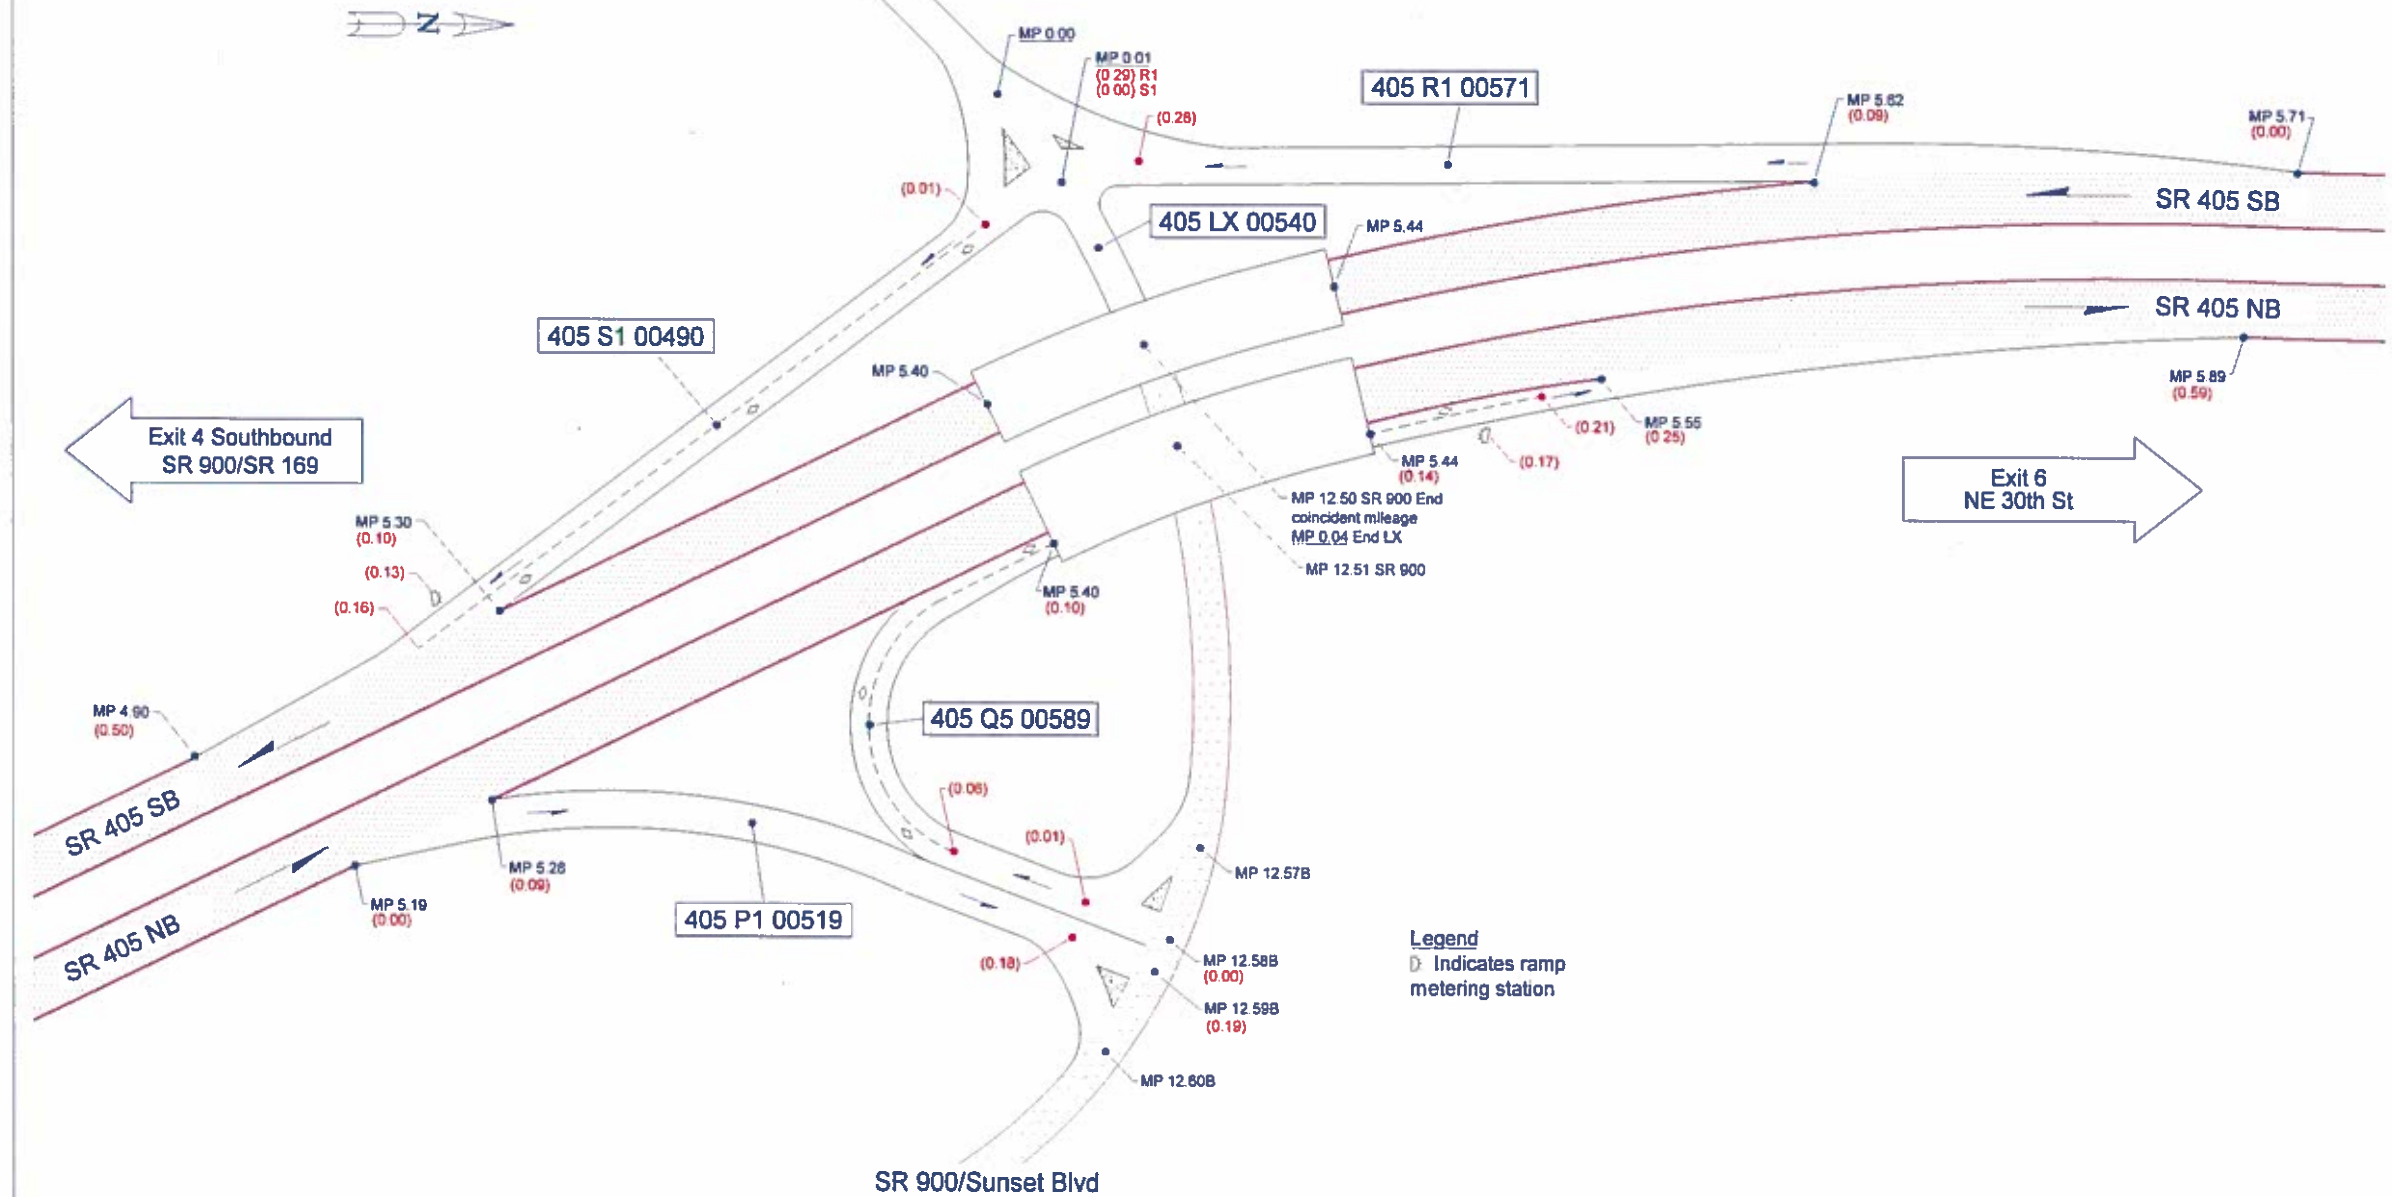 N
MP 0.00
MP 0.01
(0.29) R1
(0.00) S1
(0.28)
405 R1 00571
MP 5.62
(0.09)
MP 5.71
(0.00)
SR 405 SB
(0.01)
405 LX 00540
MP 5.44
SR 405 NB
405 S1 00490
MP 5.40
MP 5.89
(0.59)
Exit 4 Southbound
SR 900/SR 169
(0.21)
MP 5.55
(0.25)
MP 5.44
(0.14)
(0.17)
Exit 6
NE 30th St
MP 12.50 SR 900 End
coincident mileage
MP 0.04 End LX
MP 12.51 SR 900
MP 5.30
(0.10)
(0.13)
(0.16)
MP 5.40
(0.10)
MP 4.90
(0.50)
405 Q5 00589
SR 405 SB
(0.06)
(0.01)
MP 5.28
(0.09)
MP 12.57B
MP 5.19
(0.00)
405 P1 00519
SR 405 NB
(0.18)
MP 12.58B
(0.00)
MP 12.59B
(0.19)
Legend
D Indicates ramp
metering station
MP 12.60B
SR 900/Sunset Blvd